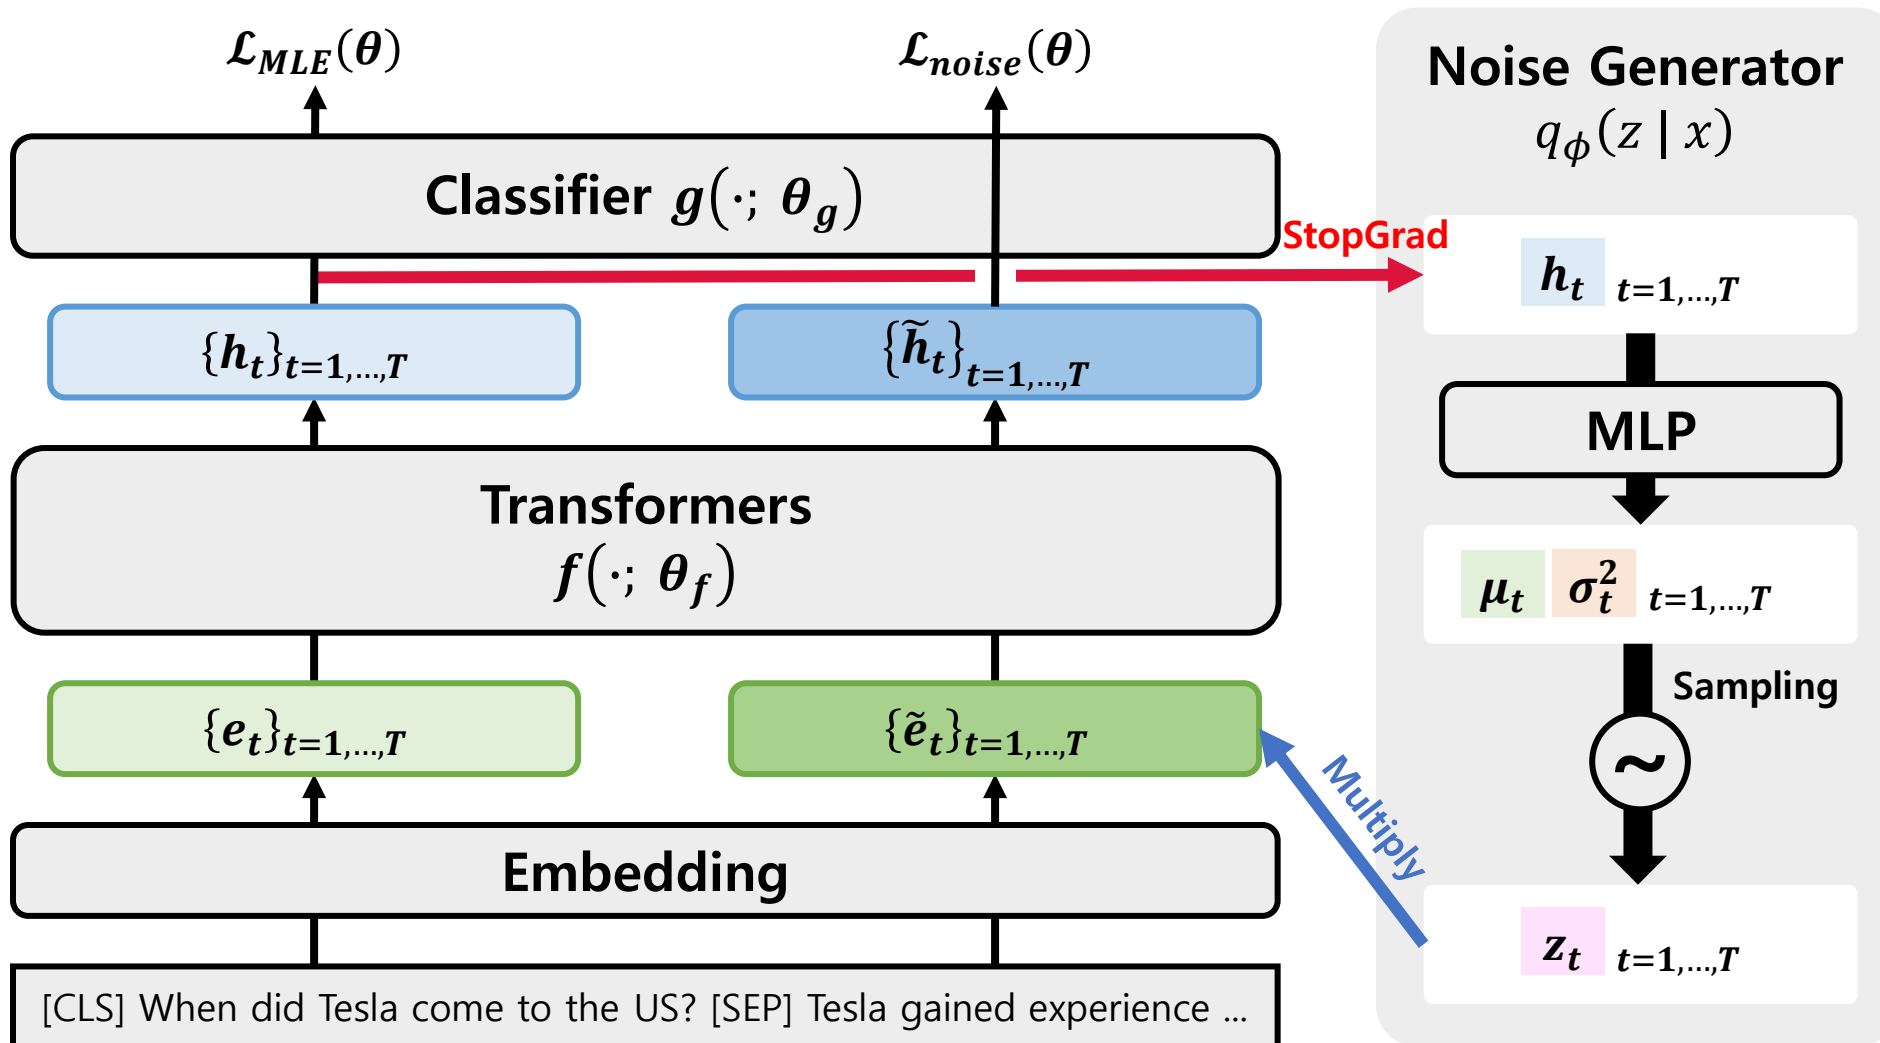 ℒ_MLE(θ)
ℒ_noise(θ)
Classifier g(·; θ_g)
StopGrad
{h_t}_t=1,...,T
{h̃_t}_t=1,...,T
Transformers
f(·; θ_f)
{e_t}_t=1,...,T
{ẽ_t}_t=1,...,T
Multiply
Embedding
[CLS] When did Tesla come to the US? [SEP] Tesla gained experience ...
Noise Generator
q_ϕ(z | x)
h_t t=1,...,T
MLP
μ_t σ_t^2 t=1,...,T
Sampling
~
z_t t=1,...,T